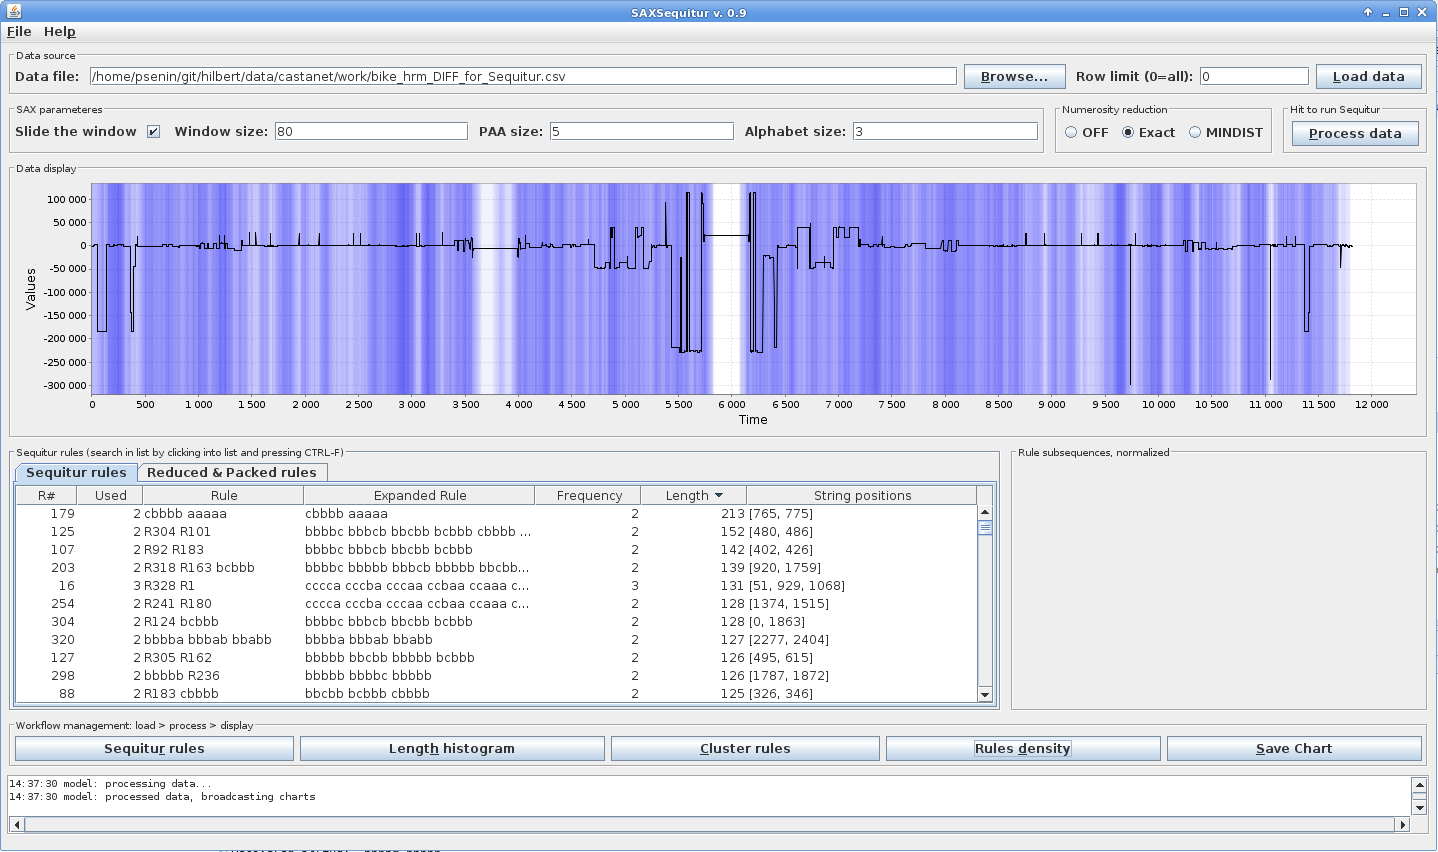 SAXSequitur v. 0.9
File Help
Data source
Data file: /home/psenin/git/hilbert/data/castanet/work/bike_hrm_DIFF_for_Sequitur.csv Browse... Row limit (0=all): 0 Load data
SAX parameteres
Slide the window Window size: 80 PAA size: 5 Alphabet size: 3
Numerosity reduction
OFF Exact MINDIST
Hit to run Sequitur
Process data
Data display
Values
100 000
50 000
0
-50 000
-100 000
-150 000
-200 000
-250 000
-300 000
0 500 1 000 1 500 2 000 2 500 3 000 3 500 4 000 4 500 5 000 5 500 6 000 6 500 7 000 7 500 8 000 8 500 9 000 9 500 10 000 10 500 11 000 11 500 12 000
Time
Sequitur rules (search in list by clicking into list and pressing CTRL-F)
Sequitur rules Reduced & Packed rules
R# Used Rule Expanded Rule Frequency Length String positions
179 2 cbbbb aaaaa cbbbb aaaaa 2 213 [765, 775]
125 2 R304 R101 bbbbc bbbcb bbcbb bcbbb cbbbb ... 2 152 [480, 486]
107 2 R92 R183 bbbbc bbbcb bbcbb bcbbb 2 142 [402, 426]
203 2 R318 R163 bcbbb bbbbc bbbbb bbbcb bbbbb bbcbb... 2 139 [920, 1759]
16 3 R328 R1 cccca cccba cccaa ccbaa ccaaa c... 3 131 [51, 929, 1068]
254 2 R241 R180 cccca cccba cccaa ccbaa ccaaa c... 2 128 [1374, 1515]
304 2 R124 bcbbb bbbbc bbbcb bbcbb bcbbb 2 128 [0, 1863]
320 2 bbbba bbbab bbabb bbbba bbbab bbabb 2 127 [2277, 2404]
127 2 R305 R162 bbbbb bbcbb bbbbb bcbbb 2 126 [495, 615]
298 2 bbbbb R236 bbbbb bbbbc bbbbb 2 126 [1787, 1872]
88 2 R183 cbbbb bbcbb bcbbb cbbbb 2 125 [326, 346]
Rule subsequences, normalized
Workflow management: load > process > display
Sequitur rules Length histogram Cluster rules Rules density Save Chart
14:37:30 model: processing data...
14:37:30 model: processed data, broadcasting charts